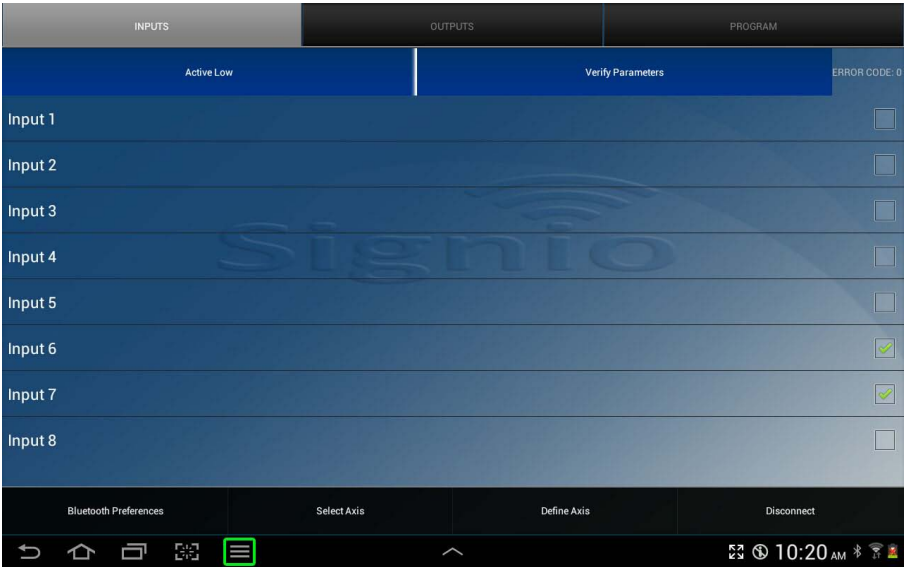 INPUTS
OUTPUTS
PROGRAM
Active Low
Verify Parameters
ERROR CODE: 0
Input 1
Input 2
Input 3
Signio
Input 4
Input 5
Input 6
Input 7
Input 8
Bluetooth Preferences
Select Axis
Define Axis
Disconnect
10:20 AM